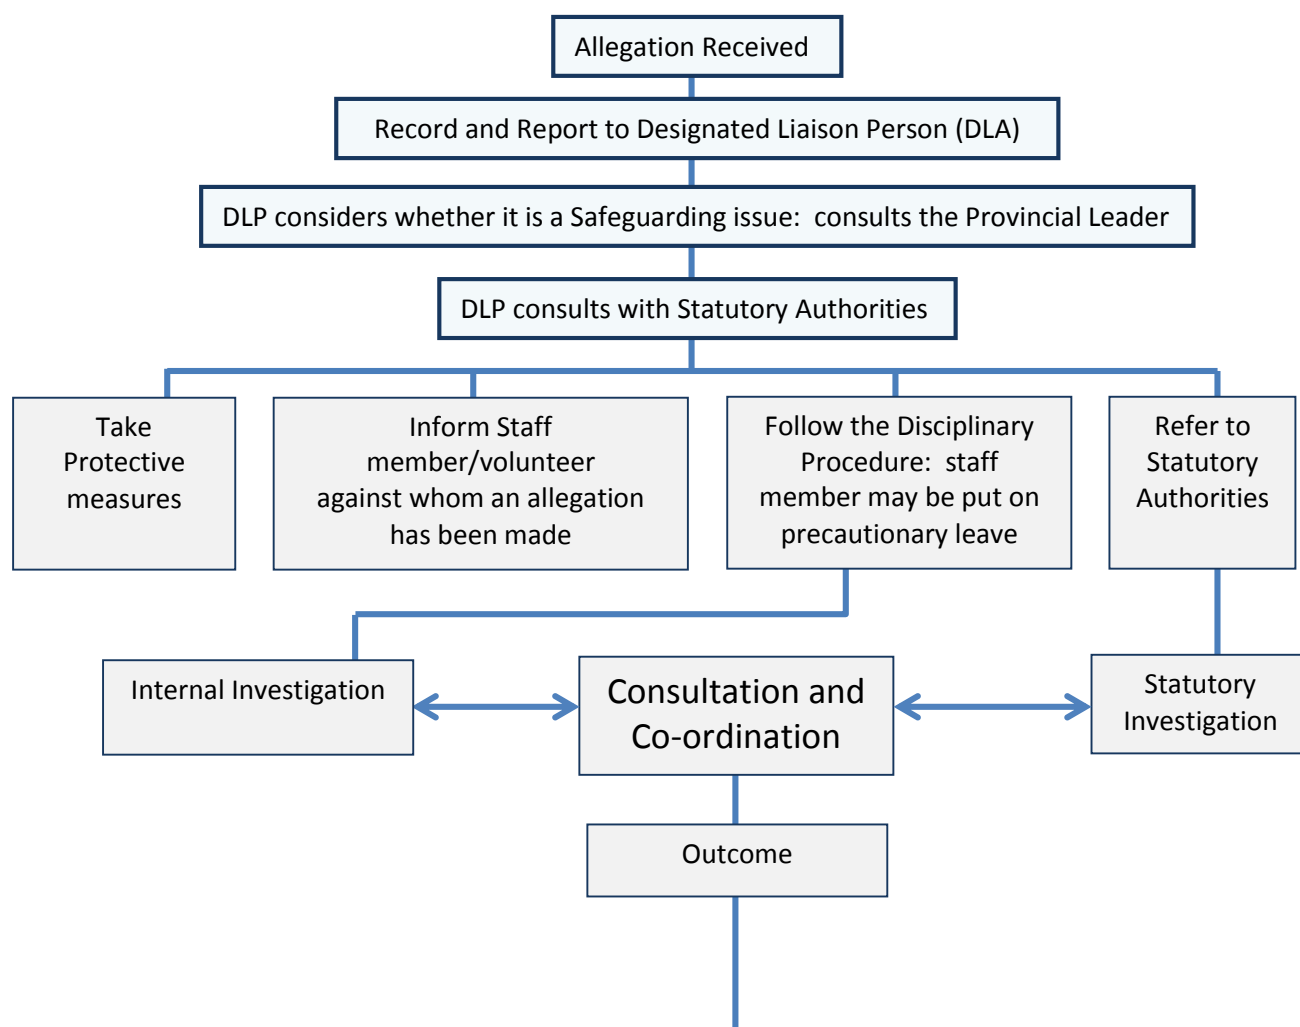 Allegation Received
Record and Report to Designated Liaison Person (DLA)
DLP considers whether it is a Safeguarding issue:  consults the Provincial Leader
DLP consults with Statutory Authorities
Take
Protective
measures
Inform Staff
member/volunteer
against whom an allegation
has been made
Follow the Disciplinary
Procedure:  staff
member may be put on
precautionary leave
Refer to
Statutory
Authorities
Internal Investigation
Consultation and
Co-ordination
Statutory
Investigation
Outcome